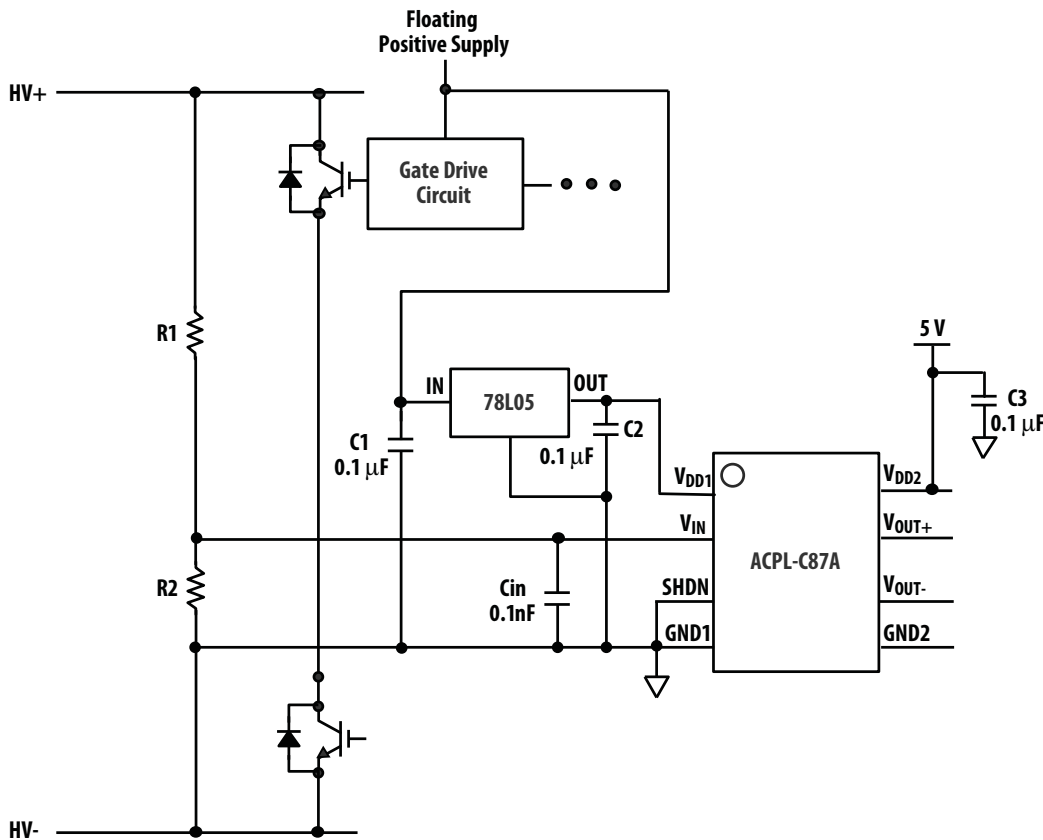 Floating
Positive Supply
HV+
Gate Drive
Circuit
R1
5 V
IN
OUT
78L05
C3
0.1 μF
C1
0.1 μF
C2
0.1 μF
VDD1
VDD2
VIN
VOUT+
ACPL-C87A
R2
Cin
0.1nF
SHDN
VOUT-
GND1
GND2
HV-